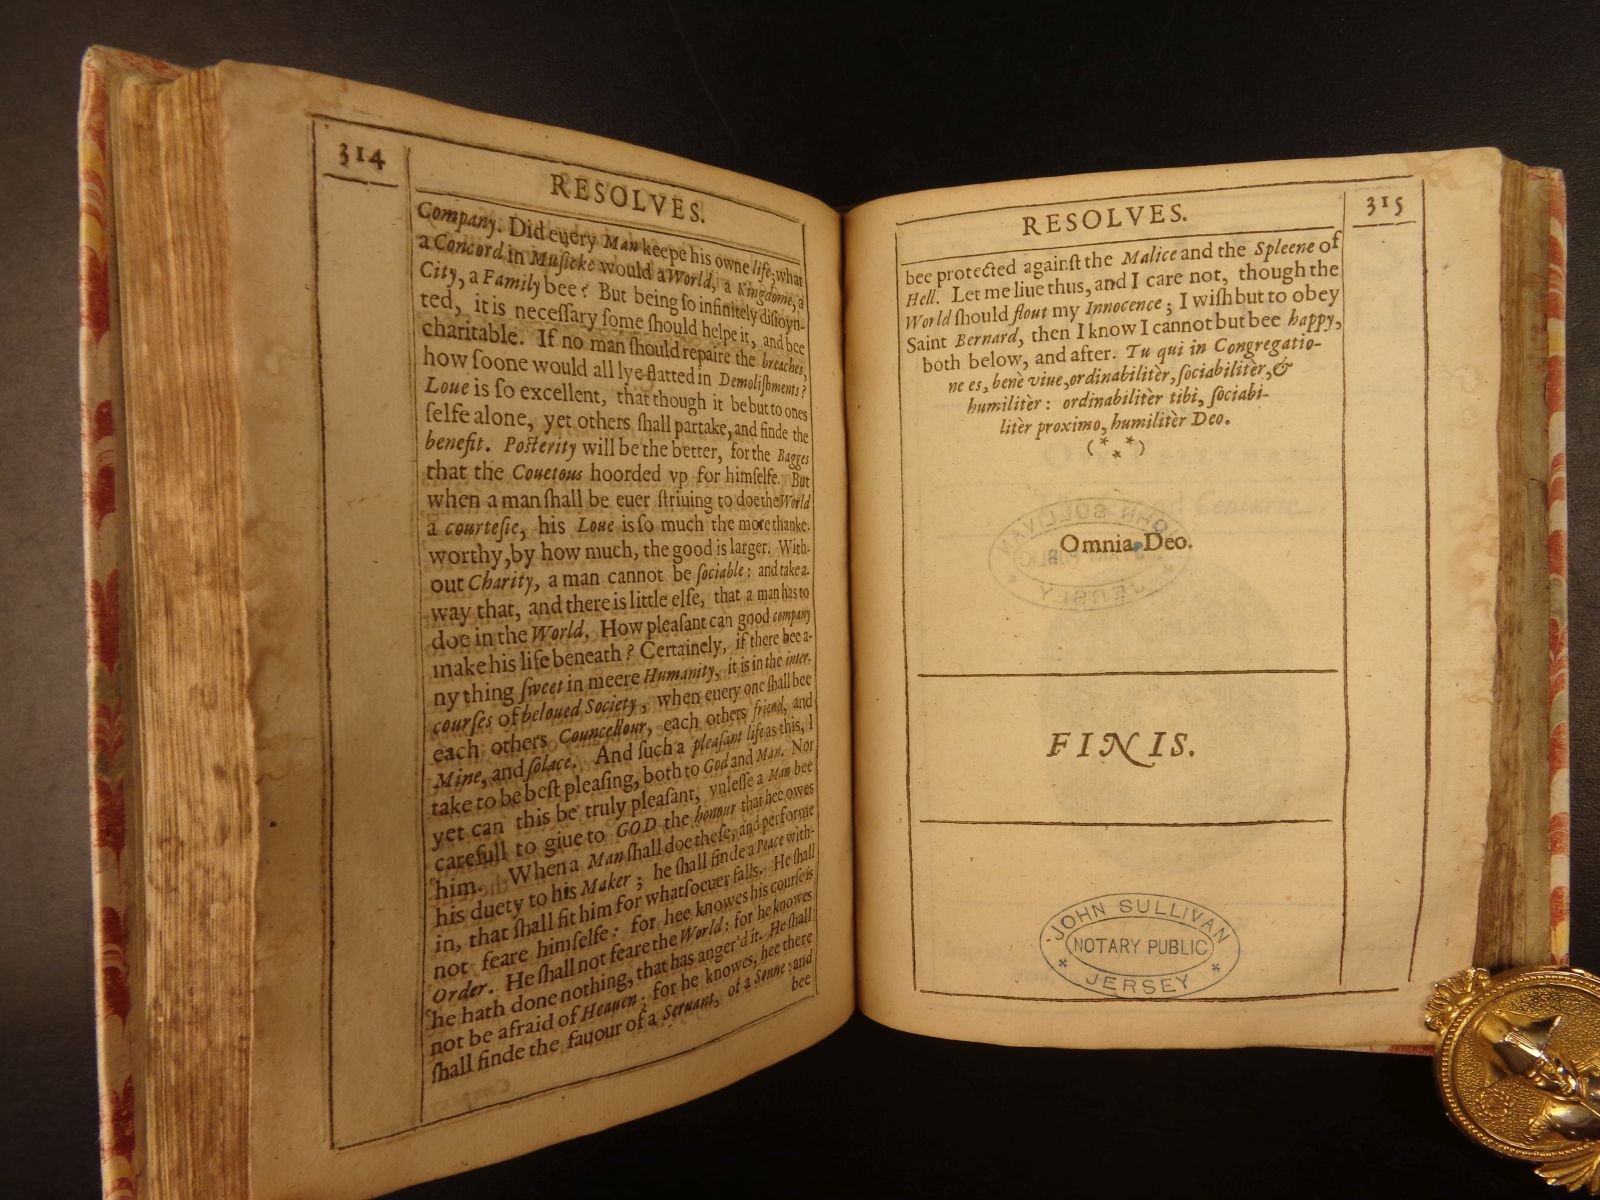 314
RESOLVES.
Company. Did euery Man keepe his owne life; what
a Concord in Musicke would a World, a Kingdome, a
City, a Family bee? But being ſo infinitely diſioyn-
ted, it is neceſſary ſome ſhould helpe it, and bee
charitable. If no man ſhould repaire the breaches,
how ſoone would all lye flatted in Demoliſhments?
Loue is ſo excellent, that though it be but to ones
ſelfe alone, yet others ſhall partake, and finde the
benefit. Poſterity will be the better, for the Bagges
that the Couetous hoorded vp for himſelfe. But
when a man ſhall be euer ſtriuing to doe the World
a courteſie, his Loue is ſo much the more thanke-
worthy, by how much, the good is larger. With-
out Charity, a man cannot be ſociable: and take a-
way that, and there is little elſe, that a man has to
doe in the World. How pleaſant can good company
make his life beneath? Certainely, if there bee a-
ny thing ſweet in meere Humanity, it is in the inter-
courſes of beloued Society, when euery one ſhall bee
each others Councellour, each others friend, and
Mine, and ſolace. And ſuch a pleaſant life as this, I
take to be beſt pleaſing, both to God and Man. Nor
yet can this be truly pleaſant, vnleſſe a Man bee
carefull to giue to GOD the honour that hee owes
him. When a Man ſhall doe theſe, and performe
his duety to his Maker; he ſhall finde a Peace with-
in, that ſhall fit him for whatſoeuer falls. He ſhall
not feare himſelfe: for hee knowes his courſe is
Order. He ſhall not feare the World: for he knowes
he hath done nothing, that has anger'd it. He ſhall
not be afraid of Heauen; for he knowes, hee there
ſhall finde the fauour of a Seruant, of a Sonne: and
bee
315
RESOLVES.
bee protected againſt the Malice and the Spleene of
Hell. Let me liue thus, and I care not, though the
World ſhould flout my Innocence; I wiſh but to obey
Saint Bernard, then I know I cannot but bee happy,
both below, and after. Tu qui in Congregatio-
ne es, benè viue, ordinabilitèr, ſociabilitèr, &
humilitèr: ordinabilitèr tibi, ſociabi-
litèr proximo, humilitèr Deo.
(***)
Omnia Deo.
FINIS.
JOHN SULLIVAN
NOTARY PUBLIC
JERSEY